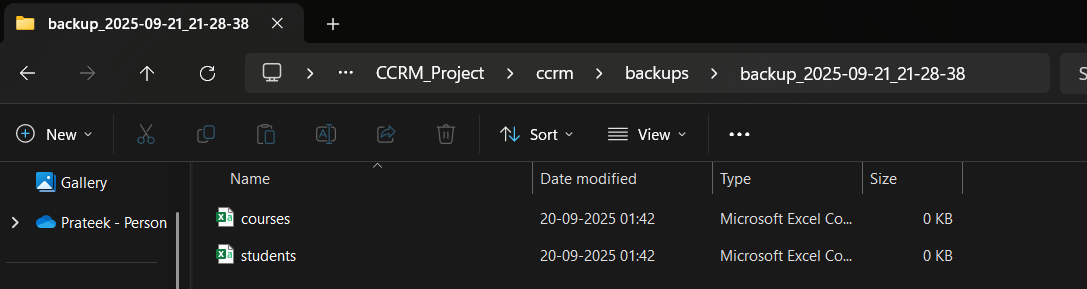 backup_2025-09-21_21-28-38
CCRM_Project > ccrm > backups > backup_2025-09-21_21-28-38 S
New Sort View
Name Date modified Type Size
Gallery
Prateek - Person
courses 20-09-2025 01:42 Microsoft Excel Co... 0 KB
students 20-09-2025 01:42 Microsoft Excel Co... 0 KB